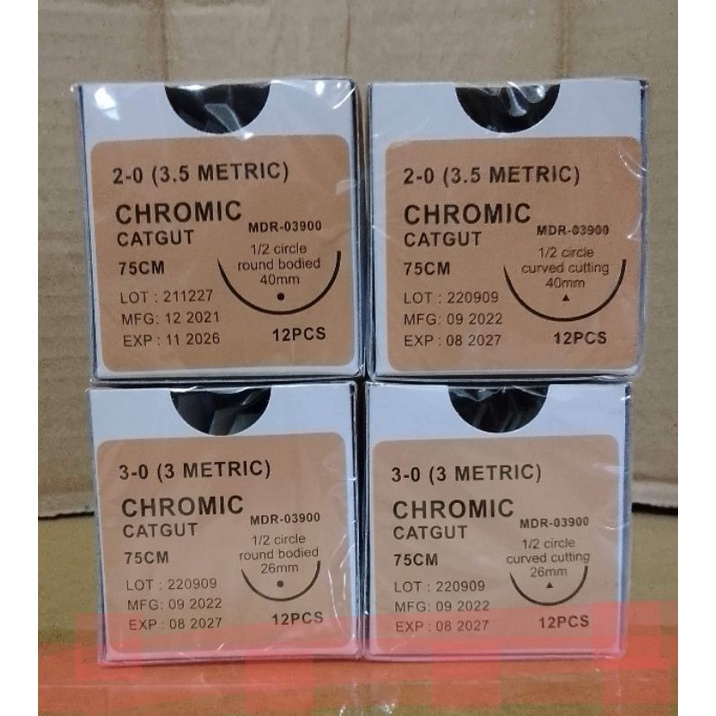 2-0 (3.5 METRIC)
CHROMIC
CATGUT
MDR-03900
75CM
1/2 circle
round bodied
40mm
LOT : 211227
MFG: 12 2021
EXP : 11 2026
12PCS
2-0 (3.5 METRIC)
CHROMIC
CATGUT
MDR-03900
75CM
1/2 circle
curved cutting
40mm
LOT : 220909
MFG: 09 2022
EXP : 08 2027
12PCS
3-0 (3 METRIC)
CHROMIC
CATGUT
MDR-03900
75CM
1/2 circle
round bodied
26mm
LOT : 220909
MFG: 09 2022
EXP : 08 2027
12PCS
3-0 (3 METRIC)
CHROMIC
CATGUT
MDR-03900
75CM
1/2 circle
curved cutting
26mm
LOT : 220909
MFG: 09 2022
EXP : 08 2027
12PCS